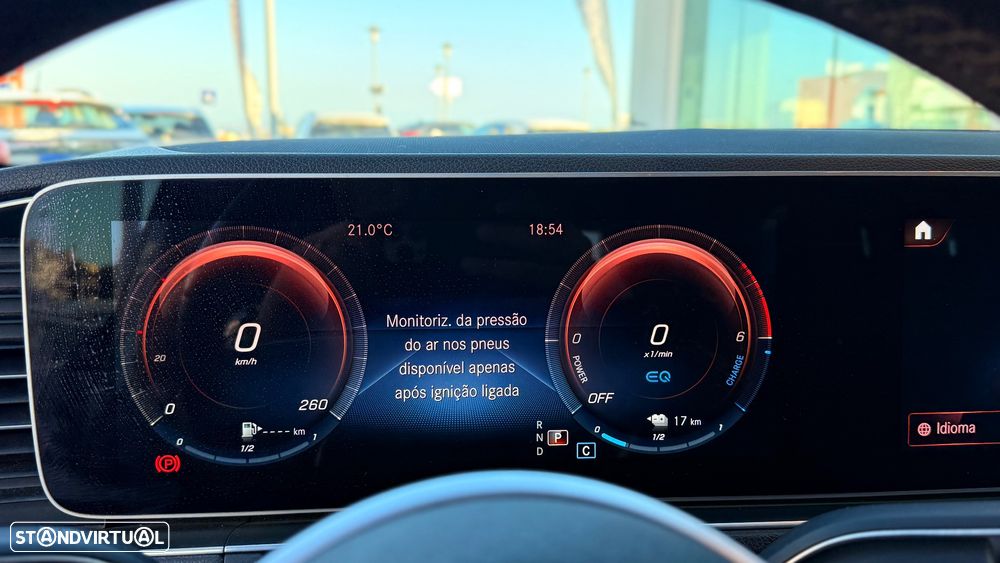 21.0°C
18:54
0
km/h
20
0
260
0
1/2
1
---- km
Monitoriz. da pressão
do ar nos pneus
disponível apenas
após ignição ligada
0
x1/min
0
6
EQ
POWER
CHARGE
OFF
17 km
0
1/2
1
R
N
P
D
C
(P)
Idioma
STANDVIRTUAL